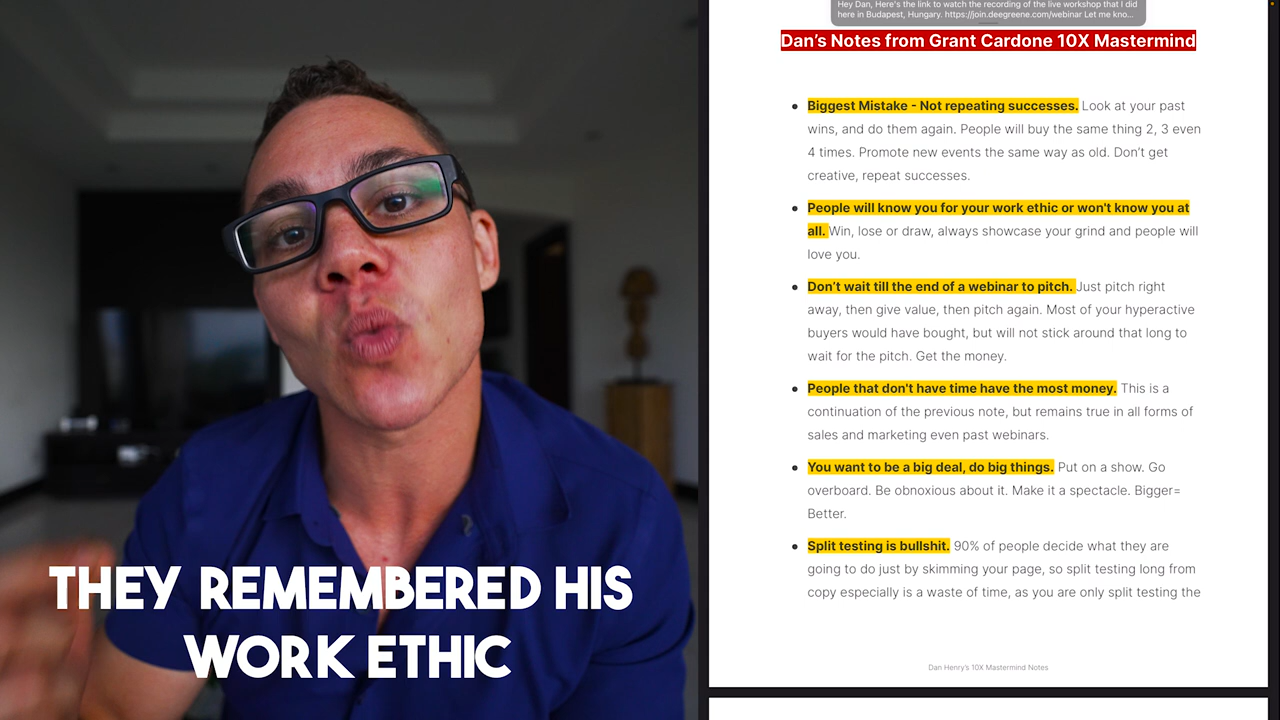 THEY REMEMBERED HIS
WORK ETHIC
Hey Dan, Here's the link to watch the recording of the live workshop that I did
here in Budapest, Hungary. https://join.deegreene.com/webinar Let me kno...
Dan’s Notes from Grant Cardone 10X Mastermind
• Biggest Mistake - Not repeating successes. Look at your past
wins, and do them again. People will buy the same thing 2, 3 even
4 times. Promote new events the same way as old. Don’t get
creative, repeat successes.
• People will know you for your work ethic or won't know you at
all. Win, lose or draw, always showcase your grind and people will
love you.
• Don’t wait till the end of a webinar to pitch. Just pitch right
away, then give value, then pitch again. Most of your hyperactive
buyers would have bought, but will not stick around that long to
wait for the pitch. Get the money.
• People that don't have time have the most money. This is a
continuation of the previous note, but remains true in all forms of
sales and marketing even past webinars.
• You want to be a big deal, do big things. Put on a show. Go
overboard. Be obnoxious about it. Make it a spectacle. Bigger=
Better.
• Split testing is bullshit. 90% of people decide what they are
going to do just by skimming your page, so split testing long from
copy especially is a waste of time, as you are only split testing the
Dan Henry's 10X Mastermind Notes